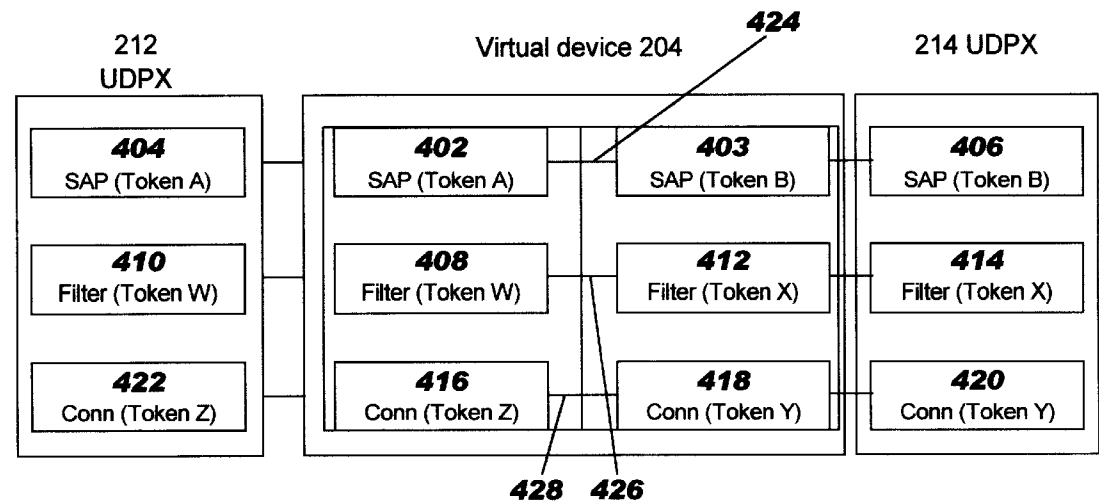 424
212
UDPX
Virtual device 204
214 UDPX
404
SAP (Token A)
402
SAP (Token A)
403
SAP (Token B)
406
SAP (Token B)
410
Filter (Token W)
408
Filter (Token W)
412
Filter (Token X)
414
Filter (Token X)
422
Conn (Token Z)
416
Conn (Token Z)
418
Conn (Token Y)
420
Conn (Token Y)
428
426